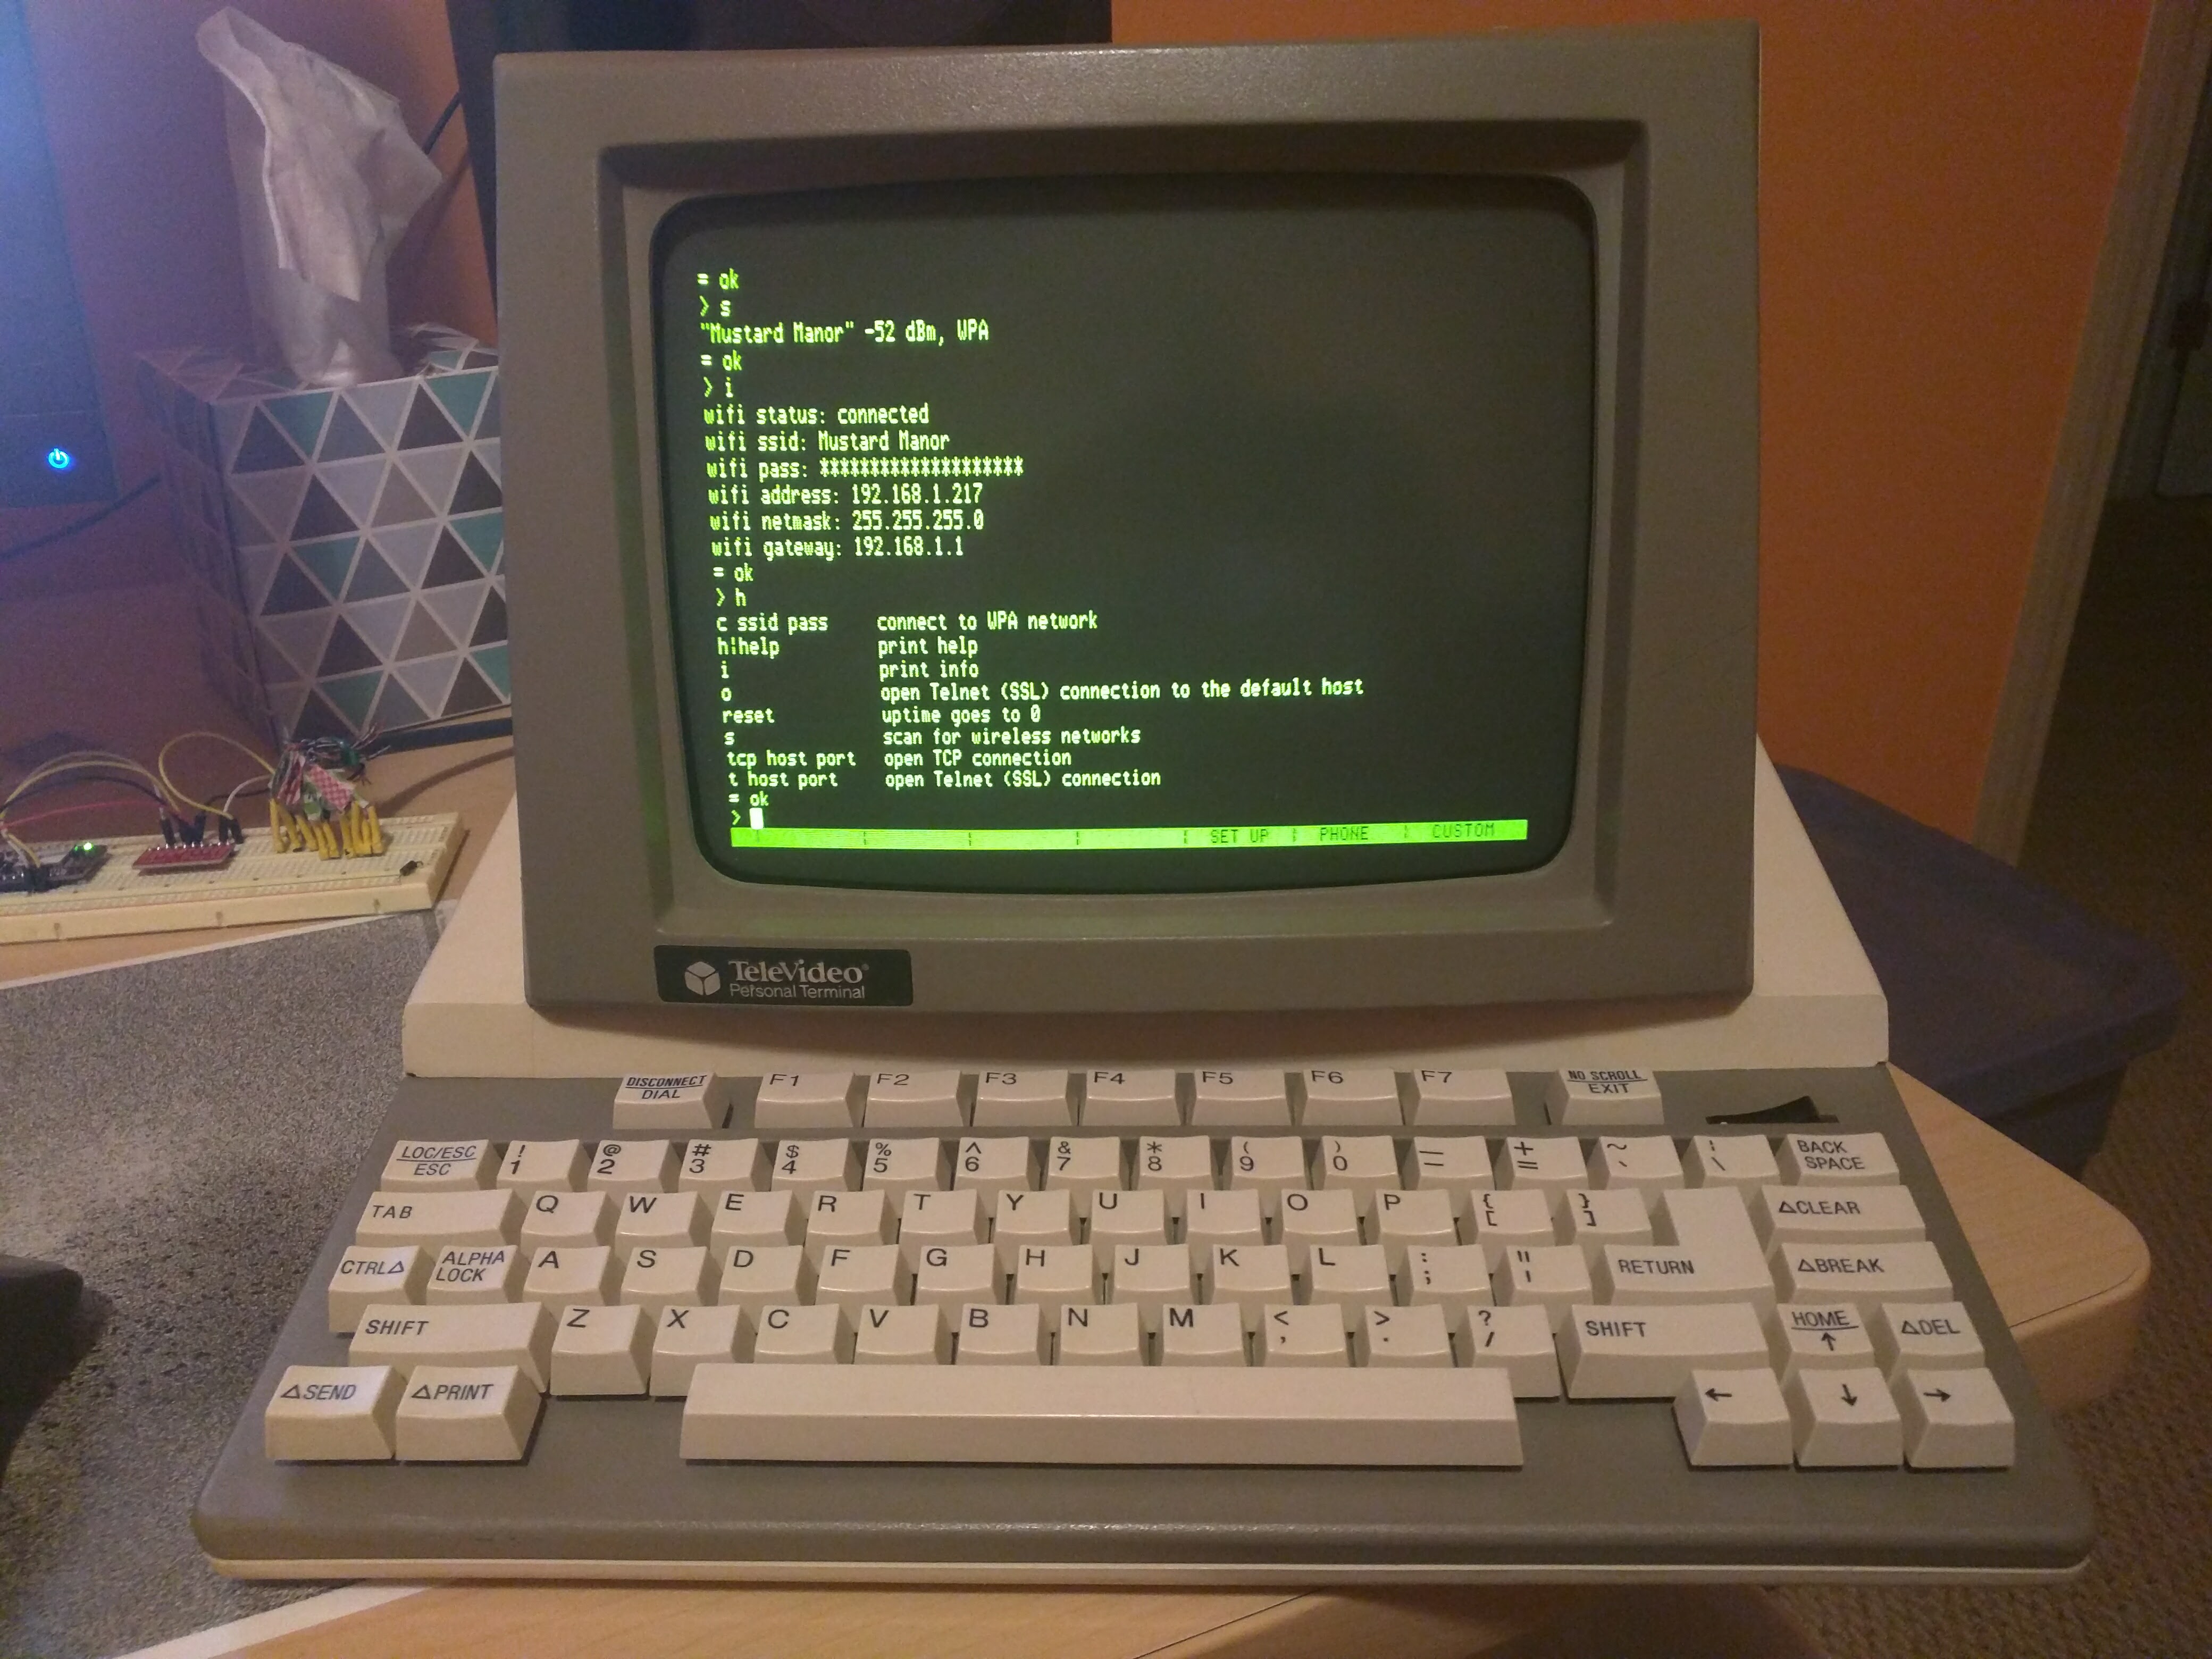 = ok
> s
"Mustard Manor" -52 dBm, WPA
= ok
> i
wifi status: connected
wifi ssid: Mustard Manor
wifi pass: ********************
wifi address: 192.168.1.217
wifi netmask: 255.255.255.0
wifi gateway: 192.168.1.1
= ok
> h
c ssid pass connect to WPA network
h|help print help
i print info
o open Telnet (SSL) connection to the default host
reset uptime goes to 0
s scan for wireless networks
tcp host port open TCP connection
t host port open Telnet (SSL) connection
= ok
>
| | | | | SET UP | PHONE | CUSTOM
TeleVideo®
Personal Terminal
DISCONNECT DIAL F1 F2 F3 F4 F5 F6 F7 NO SCROLL EXIT
LOC/ESC ESC ! 1 @ 2 # 3 $ 4 % 5 ^ 6 & 7 * 8 ( 9 ) 0 — – + = ~ ` ¦ \ BACK SPACE
TAB Q W E R T Y U I O P { [ } ] △CLEAR
CTRL△ ALPHA LOCK A S D F G H J K L : ; " ' RETURN △BREAK
SHIFT Z X C V B N M < , > . ? / SHIFT HOME ↑ △DEL
△SEND △PRINT ← ↓ →